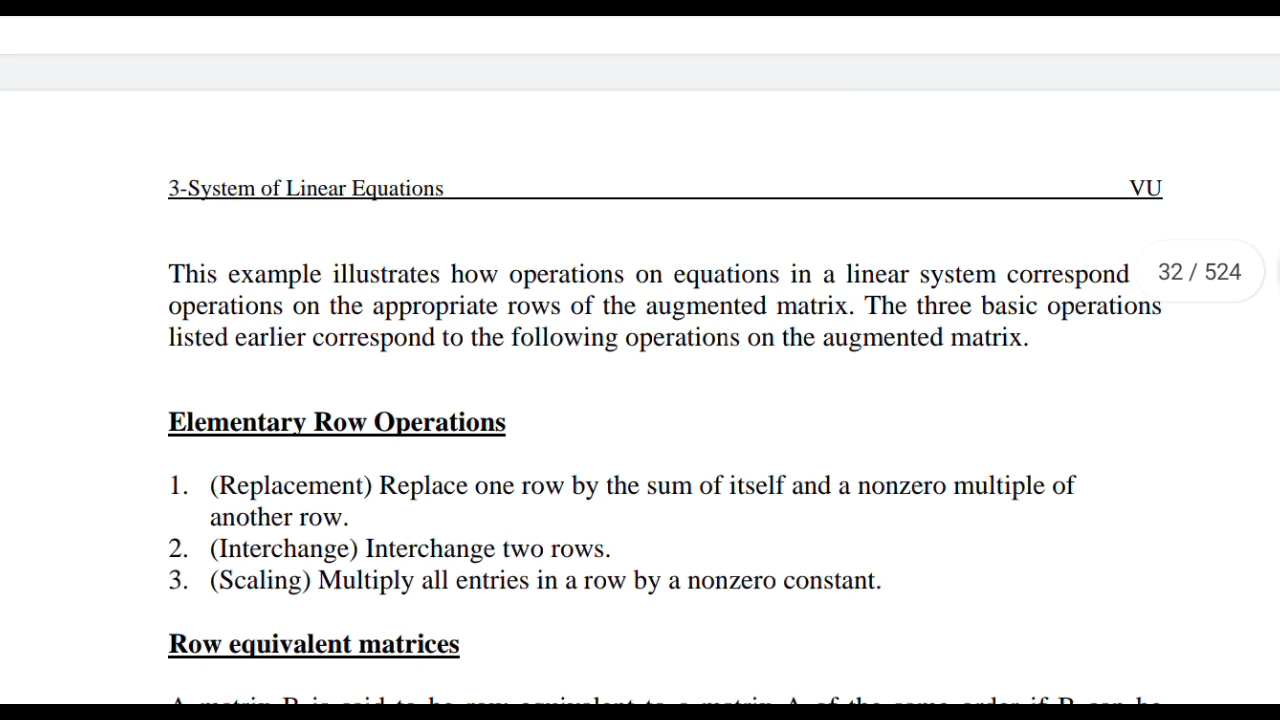 3-System of Linear Equations VU
This example illustrates how operations on equations in a linear system correspond
32 / 524
operations on the appropriate rows of the augmented matrix. The three basic operations
listed earlier correspond to the following operations on the augmented matrix.
Elementary Row Operations
1. (Replacement) Replace one row by the sum of itself and a nonzero multiple of
another row.
2. (Interchange) Interchange two rows.
3. (Scaling) Multiply all entries in a row by a nonzero constant.
Row equivalent matrices